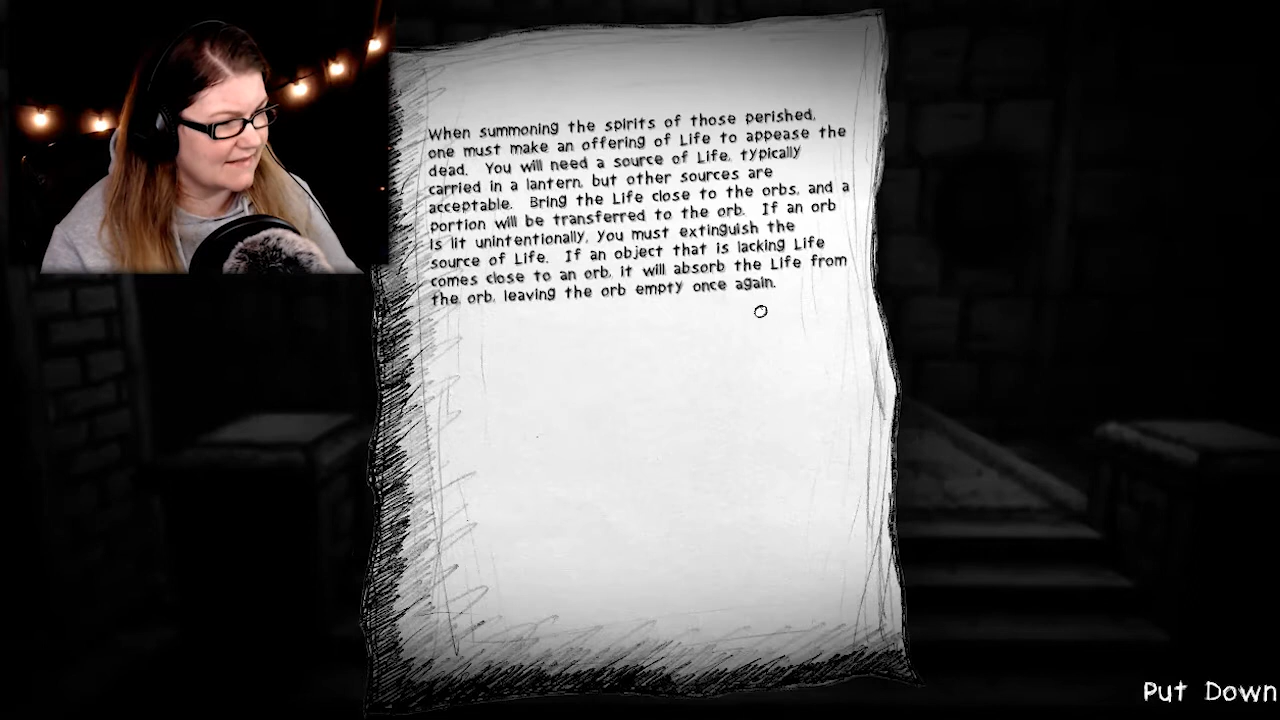 When summoning the spirits of those perished,
one must make an offering of Life to appease the
dead. You will need a source of Life, typically
carried in a lantern, but other sources are
acceptable. Bring the Life close to the orbs, and a
portion will be transferred to the orb. If an orb
is lit unintentionally, you must extinguish the
source of Life. If an object that is lacking Life
comes close to an orb, it will absorb the Life from
the orb, leaving the orb empty once again.
Put Down